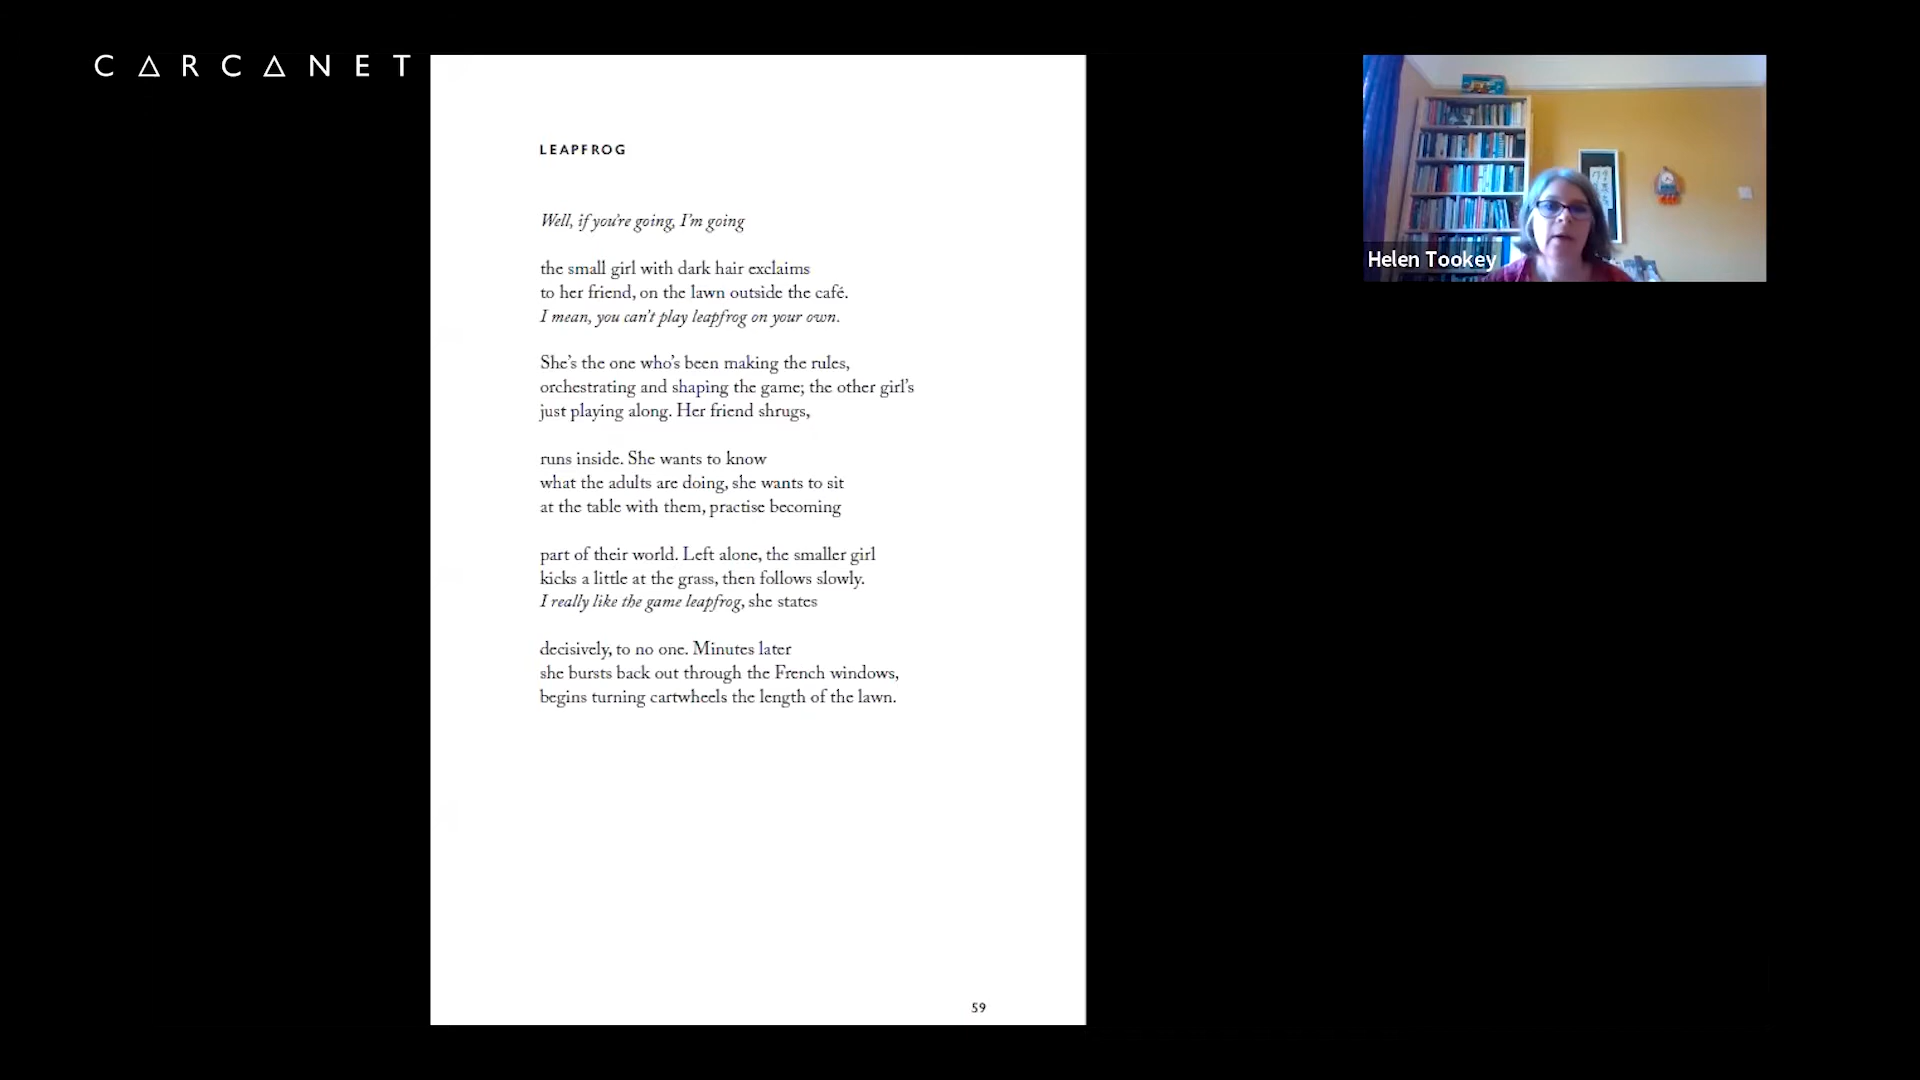 CARCANET
LEAPFROG
Well, if you're going, I'm going
the small girl with dark hair exclaims
to her friend, on the lawn outside the café.
I mean, you can't play leapfrog on your own.
She's the one who's been making the rules,
orchestrating and shaping the game; the other girl's
just playing along. Her friend shrugs,
runs inside. She wants to know
what the adults are doing, she wants to sit
at the table with them, practise becoming
part of their world. Left alone, the smaller girl
kicks a little at the grass, then follows slowly.
I really like the game leapfrog, she states
decisively, to no one. Minutes later
she bursts back out through the French windows,
begins turning cartwheels the length of the lawn.
59
Helen Tookey